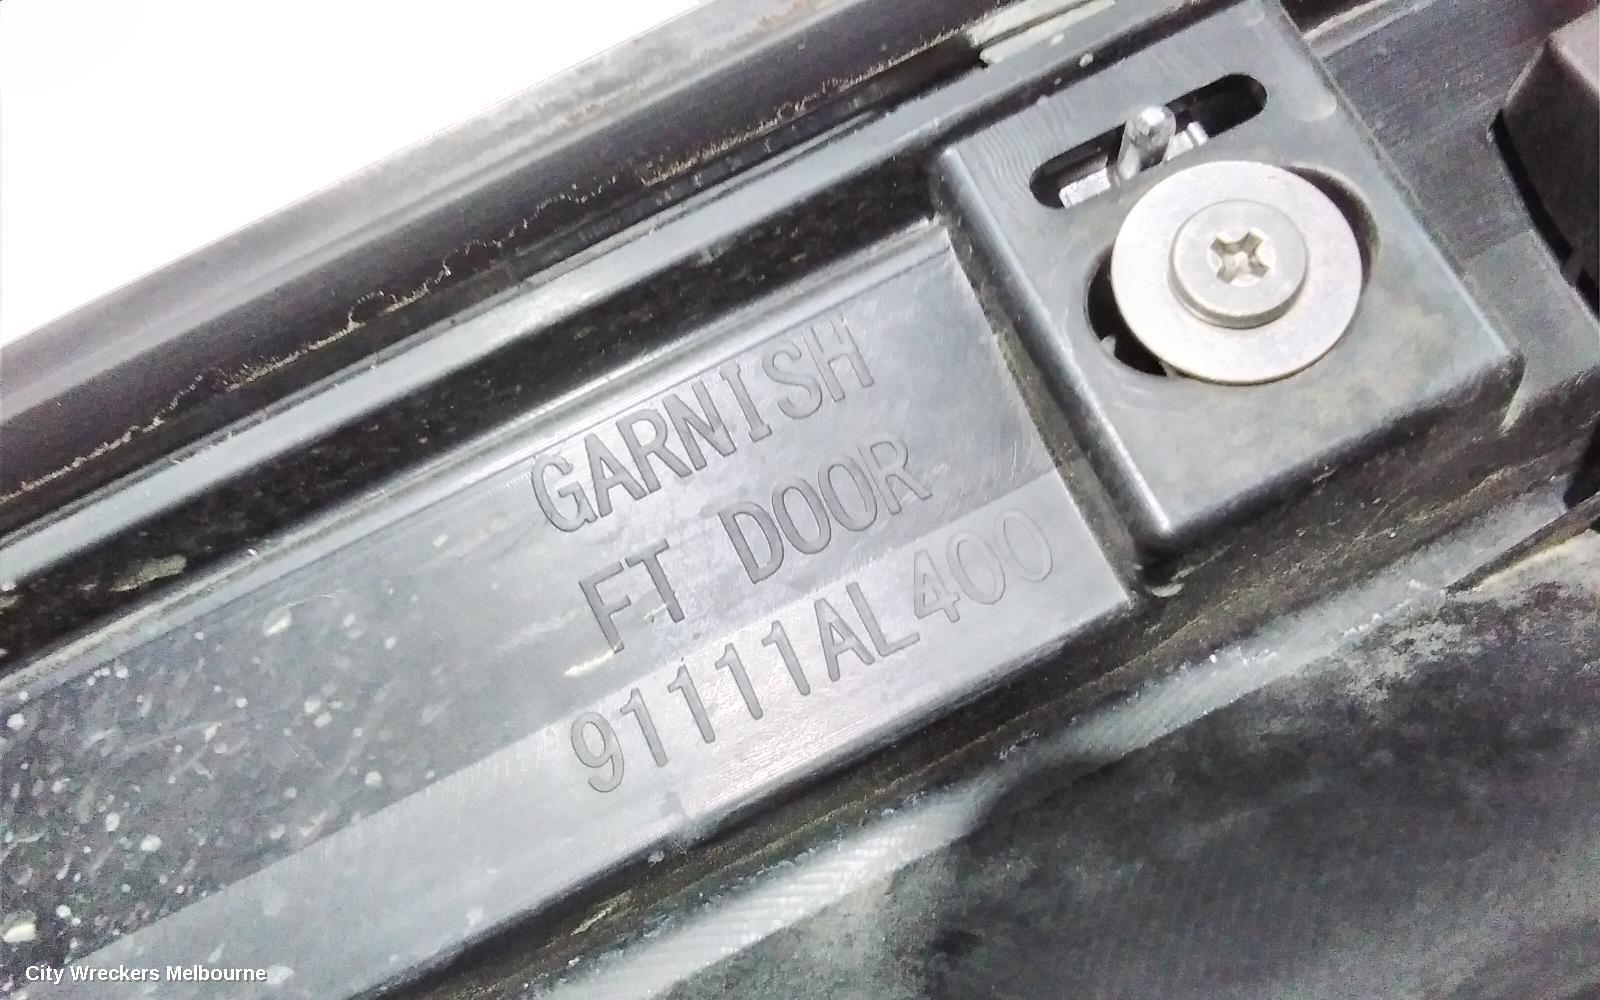 GARNISH
FT DOOR
91111AL400
City Wreckers Melbourne